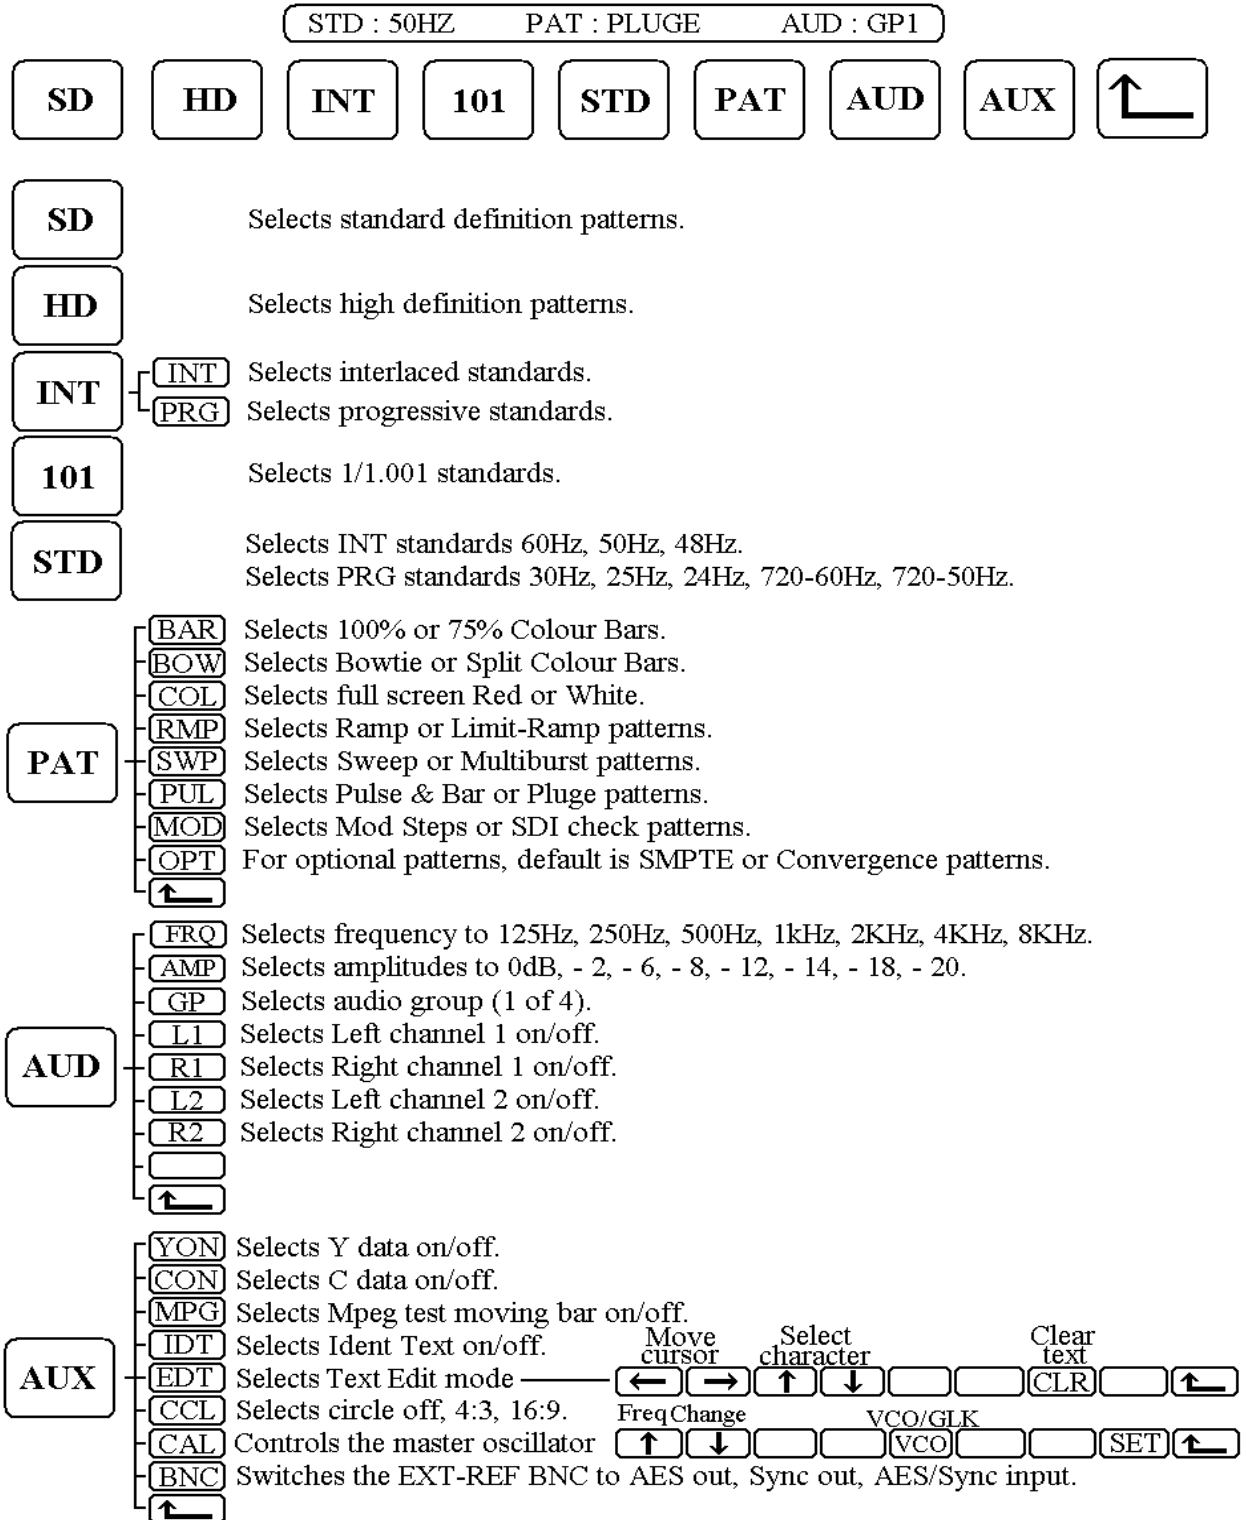 STD : 50HZ PAT : PLUGE AUD : GP1
SD HD INT 101 STD PAT AUD AUX
SD Selects standard definition patterns.
HD Selects high definition patterns.
INT
INT Selects interlaced standards.
PRG Selects progressive standards.
101 Selects 1/1.001 standards.
STD
Selects INT standards 60Hz, 50Hz, 48Hz.
Selects PRG standards 30Hz, 25Hz, 24Hz, 720-60Hz, 720-50Hz.
PAT
BAR Selects 100% or 75% Colour Bars.
BOW Selects Bowtie or Split Colour Bars.
COL Selects full screen Red or White.
RMP Selects Ramp or Limit-Ramp patterns.
SWP Selects Sweep or Multiburst patterns.
PUL Selects Pulse & Bar or Pluge patterns.
MOD Selects Mod Steps or SDI check patterns.
OPT For optional patterns, default is SMPTE or Convergence patterns.
AUD
FRQ Selects frequency to 125Hz, 250Hz, 500Hz, 1kHz, 2KHz, 4KHz, 8KHz.
AMP Selects amplitudes to 0dB, - 2, - 6, - 8, - 12, - 14, - 18, - 20.
GP Selects audio group (1 of 4).
L1 Selects Left channel 1 on/off.
R1 Selects Right channel 1 on/off.
L2 Selects Left channel 2 on/off.
R2 Selects Right channel 2 on/off.
AUX
YON Selects Y data on/off.
CON Selects C data on/off.
MPG Selects Mpeg test moving bar on/off.
IDT Selects Ident Text on/off.
Move cursor Select character Clear text
EDT Selects Text Edit mode ← → ↑ ↓ CLR
CCL Selects circle off, 4:3, 16:9.
Freq Change VCO/GLK
CAL Controls the master oscillator ↑ ↓ VCO SET
BNC Switches the EXT-REF BNC to AES out, Sync out, AES/Sync input.